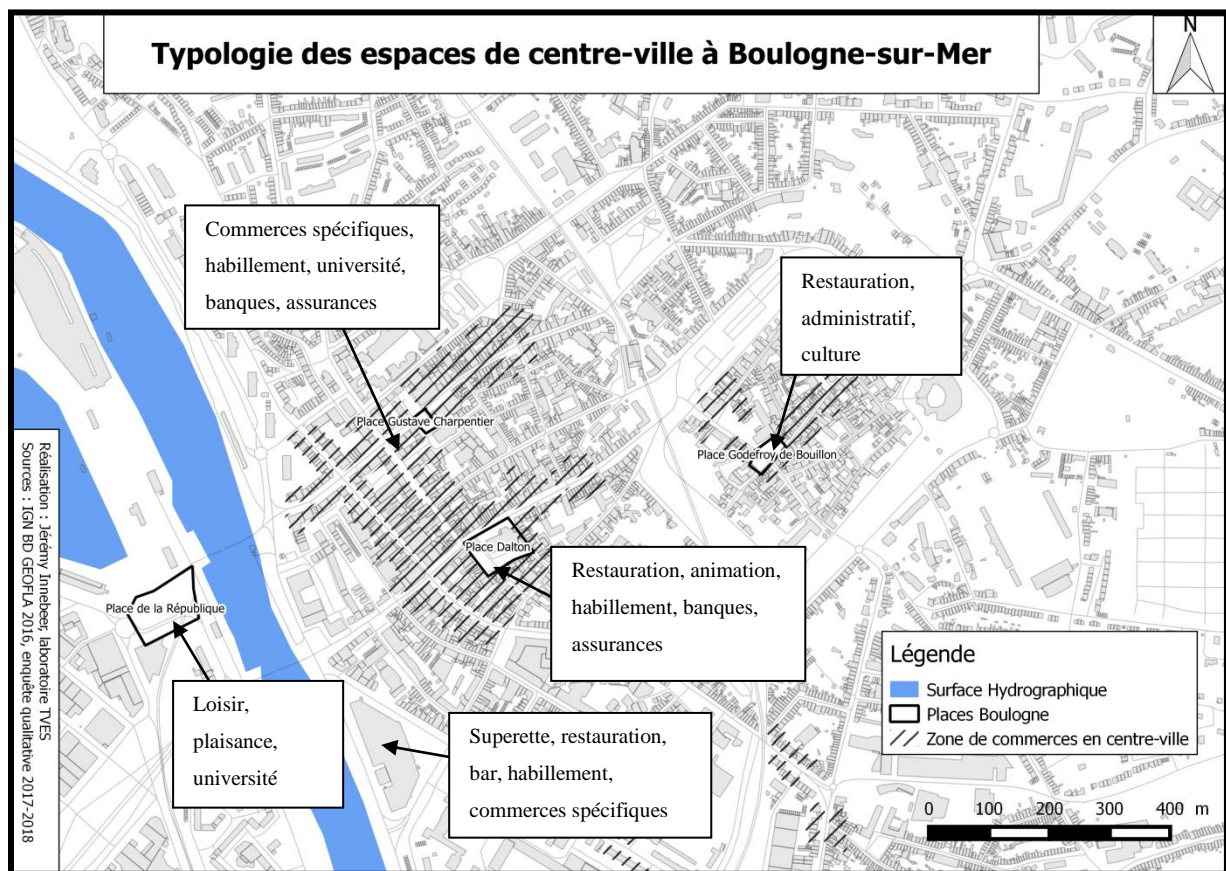 Typologie des espaces de centre-ville à Boulogne-sur-Mer
N
Commerces spécifiques,
habillement, université,
banques, assurances
Restauration,
administratif,
culture
Place Gustave Charpentier
Place Godefroy de Bouillon
Place Dalton
Restauration, animation,
habillement, banques,
assurances
Place de la République
Loisir,
plaisance,
université
Superette, restauration,
bar, habillement,
commerces spécifiques
Légende
Surface Hydrographique
Places Boulogne
Zone de commerces en centre-ville
0 100 200 300 400 m
Réalisation : Jérémy Innebeer, laboratoire TVES
Sources : IGN BD GEOFLA 2016, enquête qualitative 2017-2018